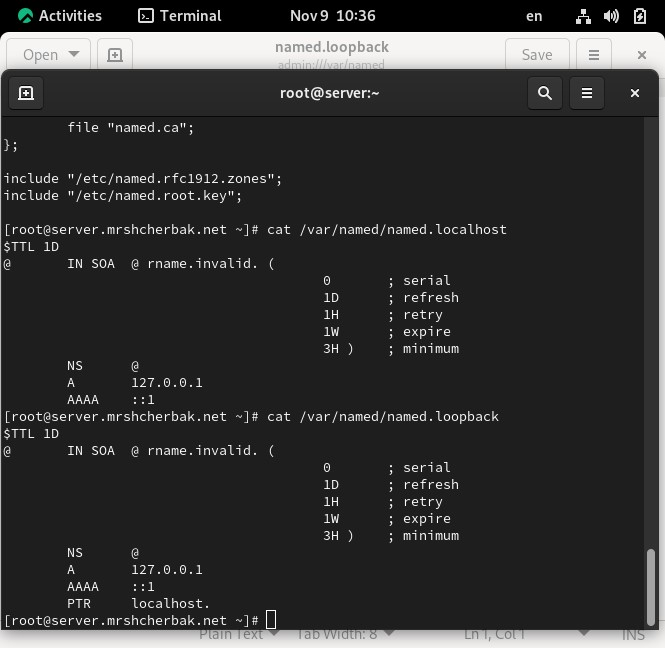 Activities Terminal Nov 9 10:36 en
Open named.loopback Save
admin:///var/named
root@server:~
        file "named.ca";
};

include "/etc/named.rfc1912.zones";
include "/etc/named.root.key";

[root@server.mrshcherbak.net ~]# cat /var/named/named.localhost
$TTL 1D
@       IN SOA  @ rname.invalid. (
                                        0       ; serial
                                        1D      ; refresh
                                        1H      ; retry
                                        1W      ; expire
                                        3H )    ; minimum
        NS      @
        A       127.0.0.1
        AAAA    ::1
[root@server.mrshcherbak.net ~]# cat /var/named/named.loopback
$TTL 1D
@       IN SOA  @ rname.invalid. (
                                        0       ; serial
                                        1D      ; refresh
                                        1H      ; retry
                                        1W      ; expire
                                        3H )    ; minimum
        NS      @
        A       127.0.0.1
        AAAA    ::1
        PTR     localhost.
[root@server.mrshcherbak.net ~]#
Plain Text Tab Width: 8 Ln 1, Col 1 INS